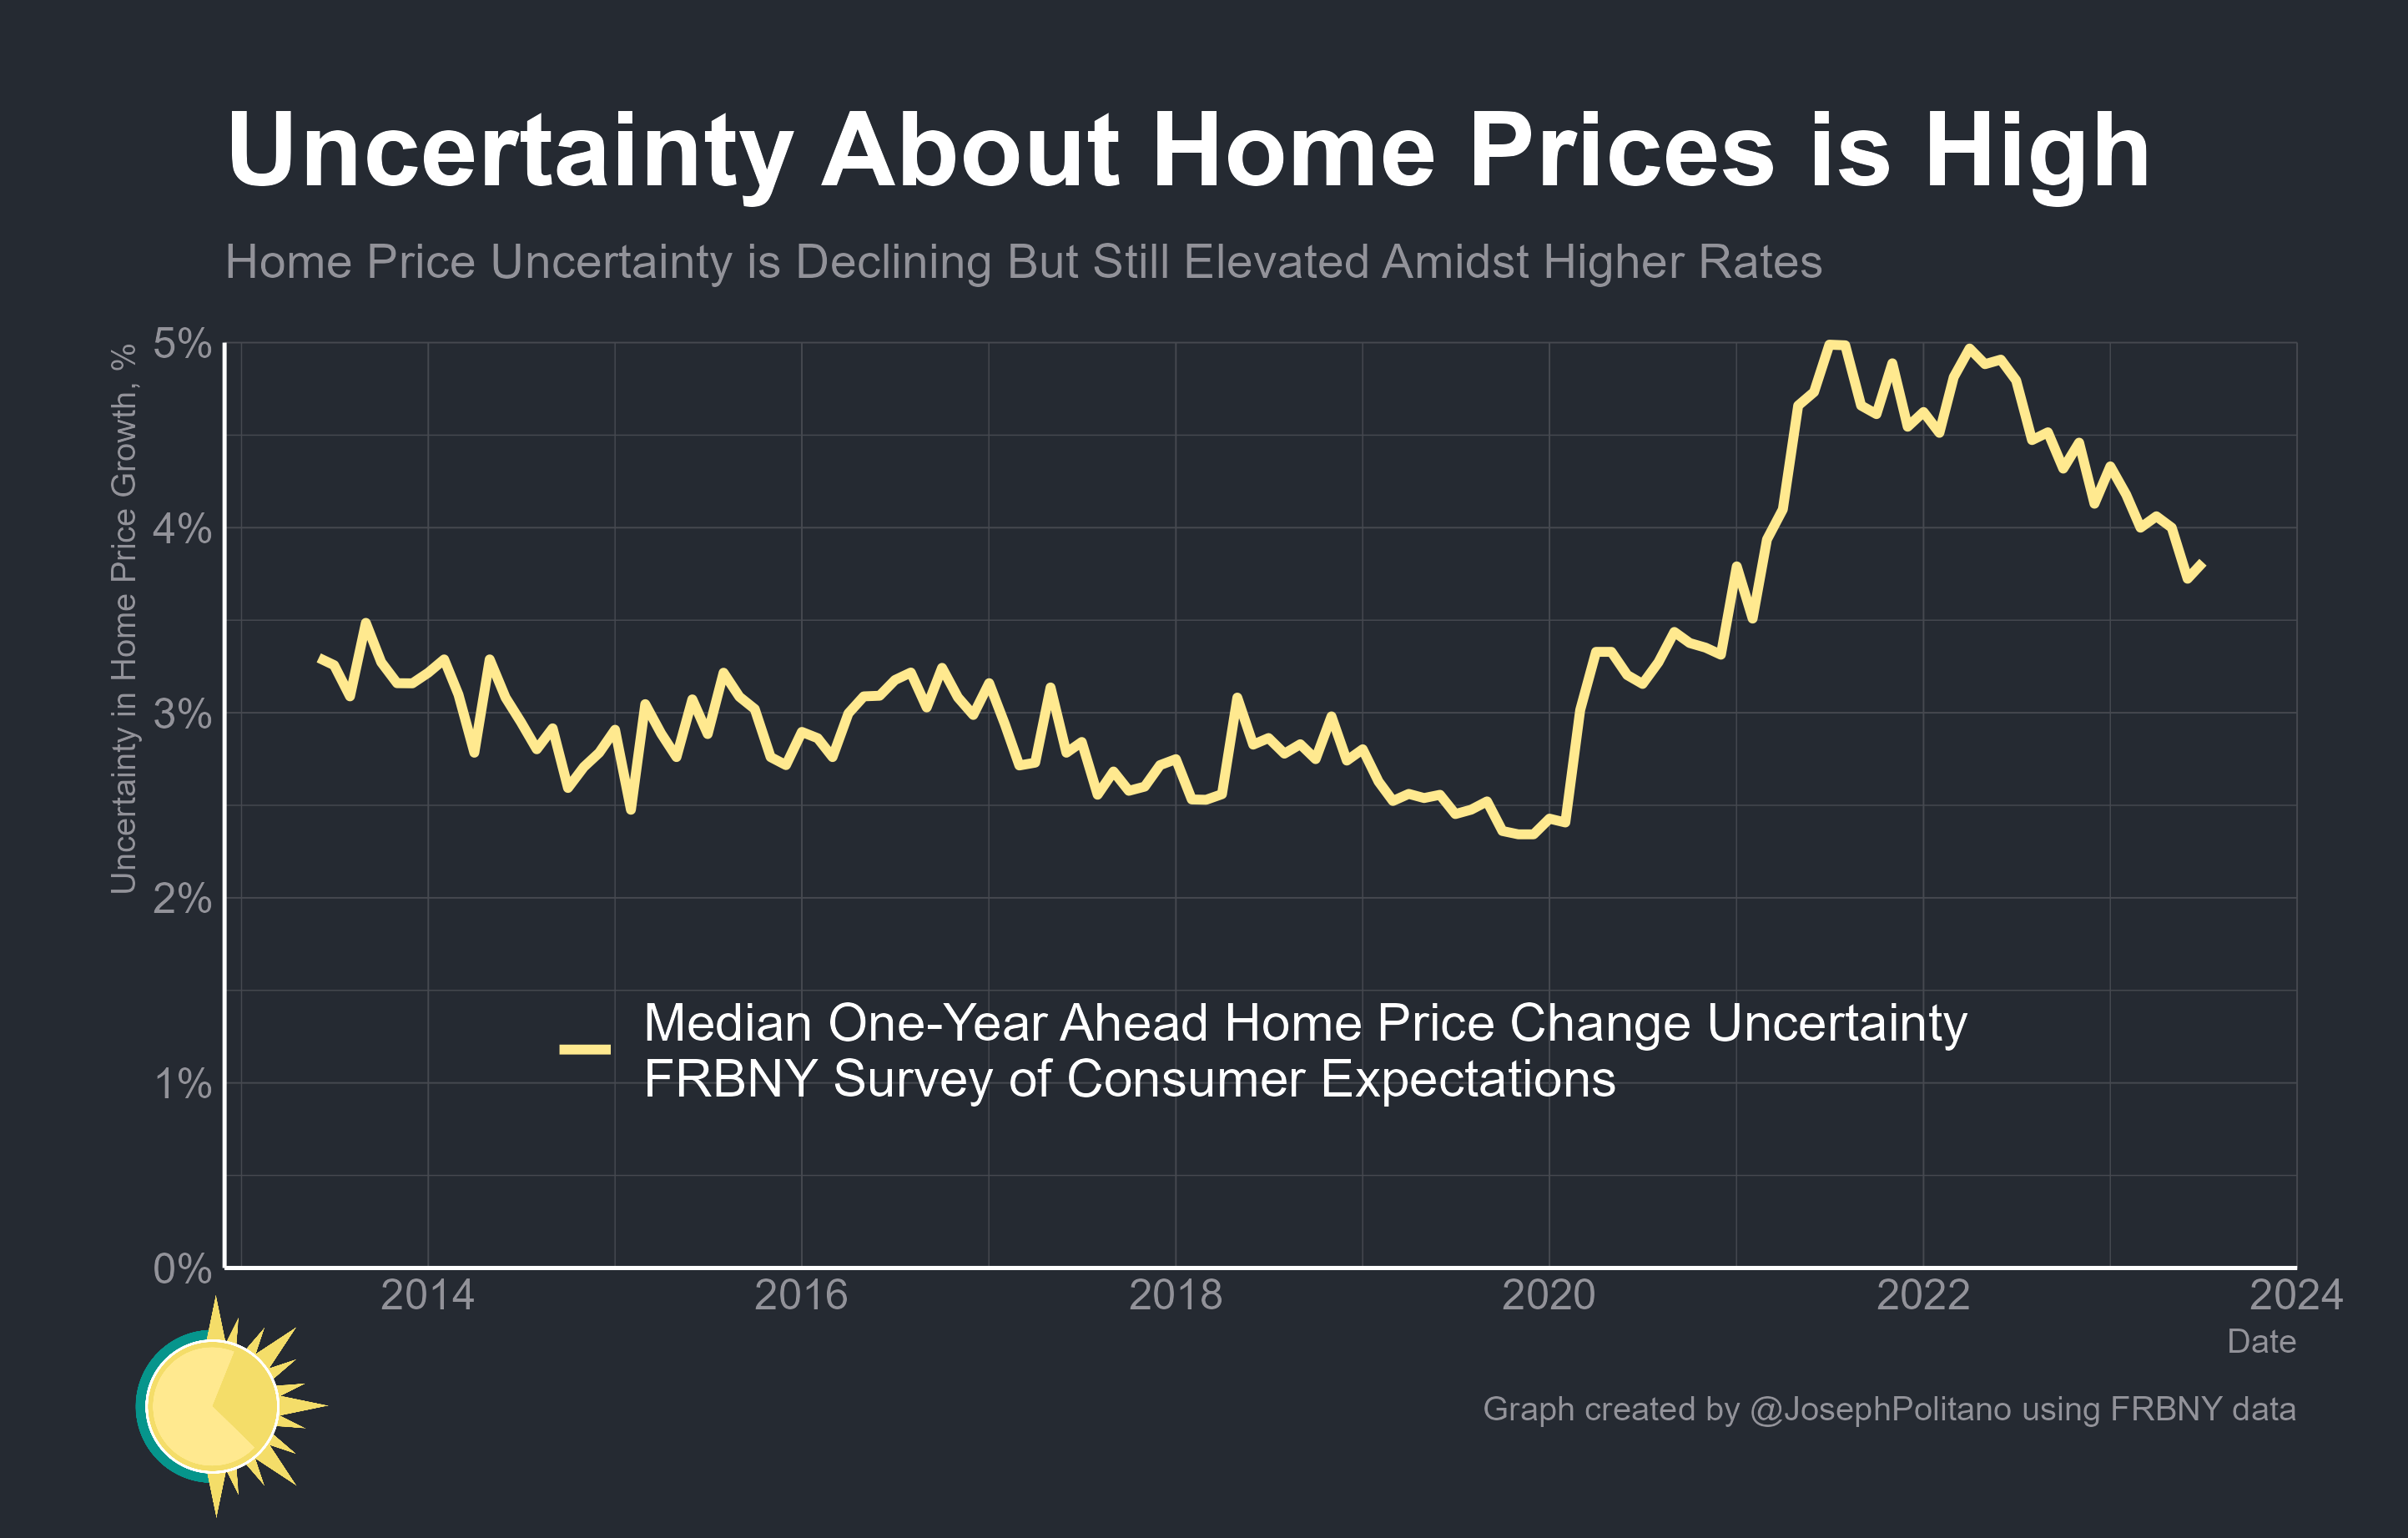 Uncertainty About Home Prices is High
Home Price Uncertainty is Declining But Still Elevated Amidst Higher Rates
Uncertainty in Home Price Growth, %
5%
4%
3%
2%
1%
0%
Median One-Year Ahead Home Price Change Uncertainty
FRBNY Survey of Consumer Expectations
2014
2016
2018
2020
2022
2024
Date
Graph created by @JosephPolitano using FRBNY data